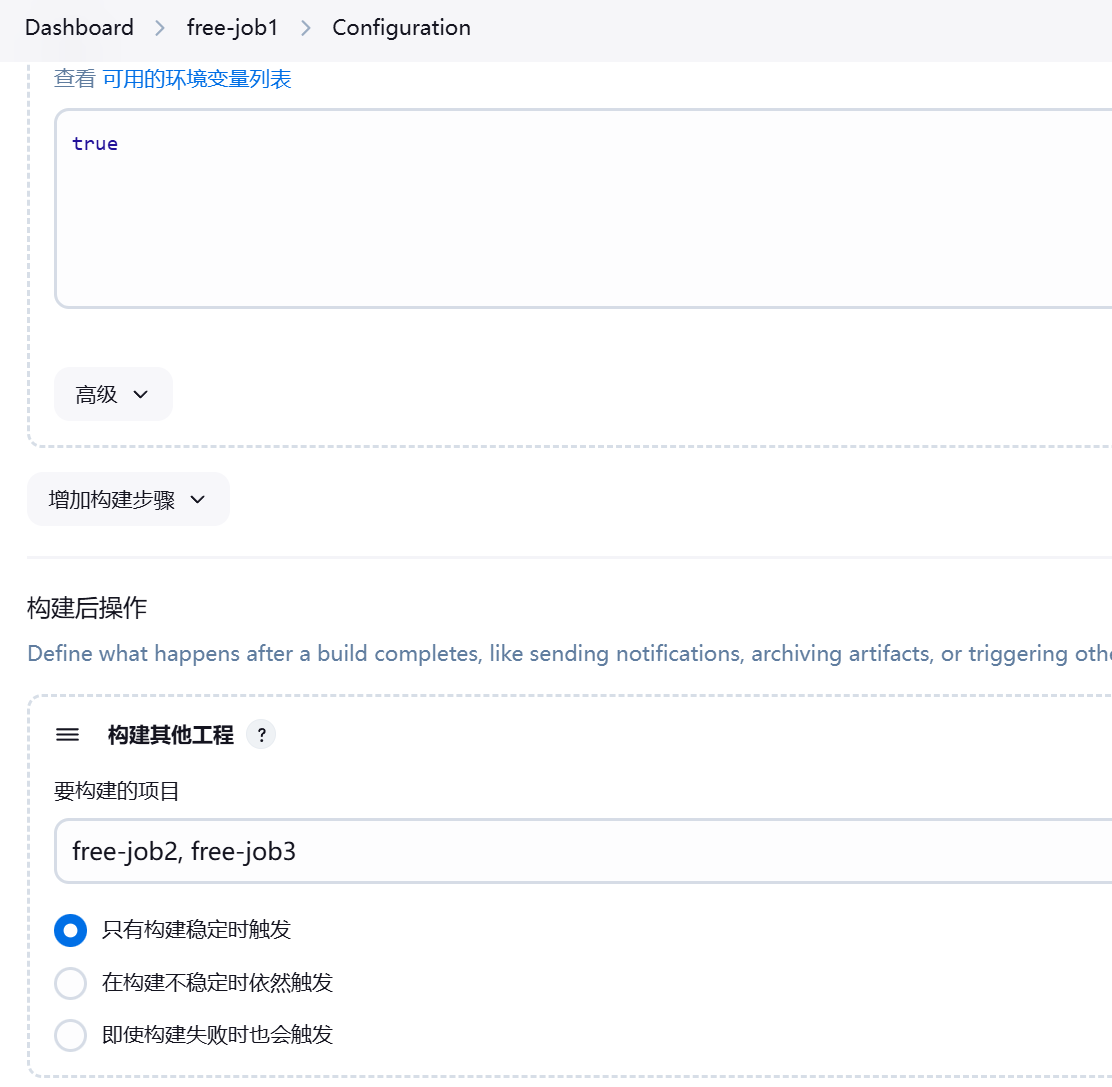 Dashboard > free-job1 > Configuration
查看 可用的环境变量列表
true
高级
增加构建步骤
构建后操作
Define what happens after a build completes, like sending notifications, archiving artifacts, or triggering
构建其他工程 ?
要构建的项目
free-job2, free-job3
只有构建稳定时触发
在构建不稳定时依然触发
即使构建失败时也会触发